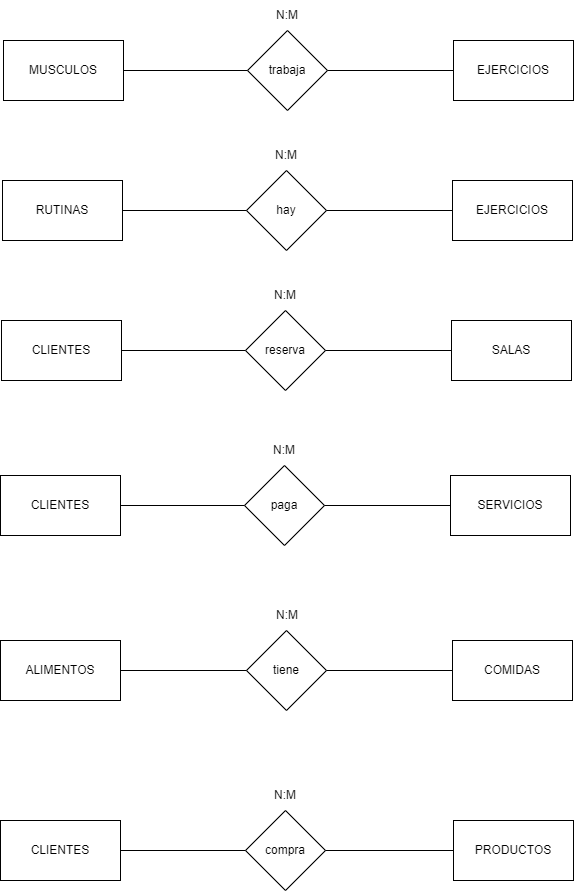 N:M
MUSCULOS trabaja EJERCICIOS
N:M
RUTINAS hay EJERCICIOS
N:M
CLIENTES reserva SALAS
N:M
CLIENTES paga SERVICIOS
N:M
ALIMENTOS tiene COMIDAS
N:M
CLIENTES compra PRODUCTOS